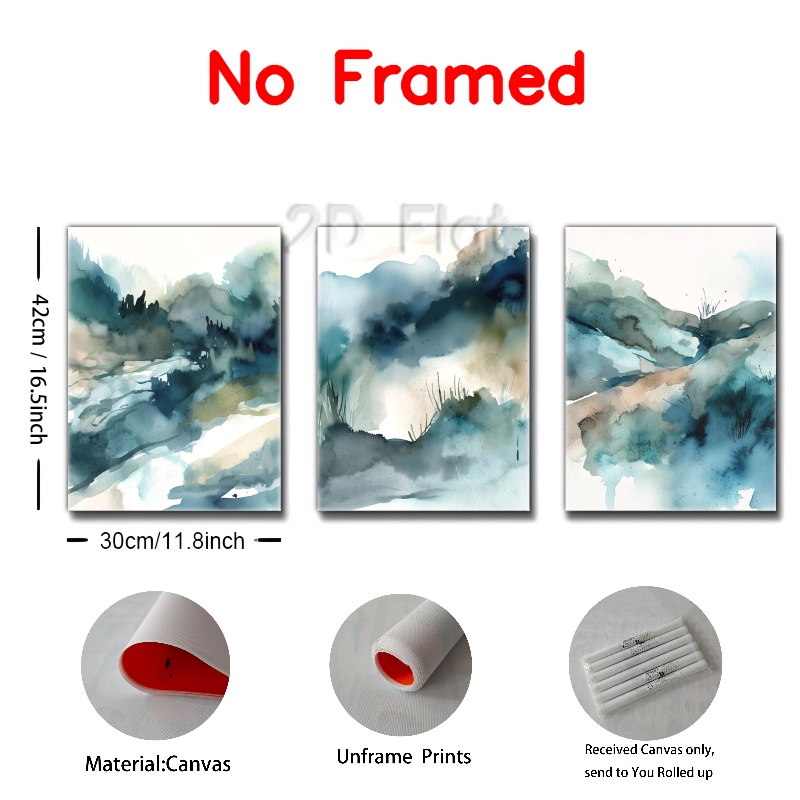 No Framed
2D Flat
42cm / 16.5inch
30cm/11.8inch
Material:Canvas
Unframe Prints
Received Canvas only,
send to You Rolled up